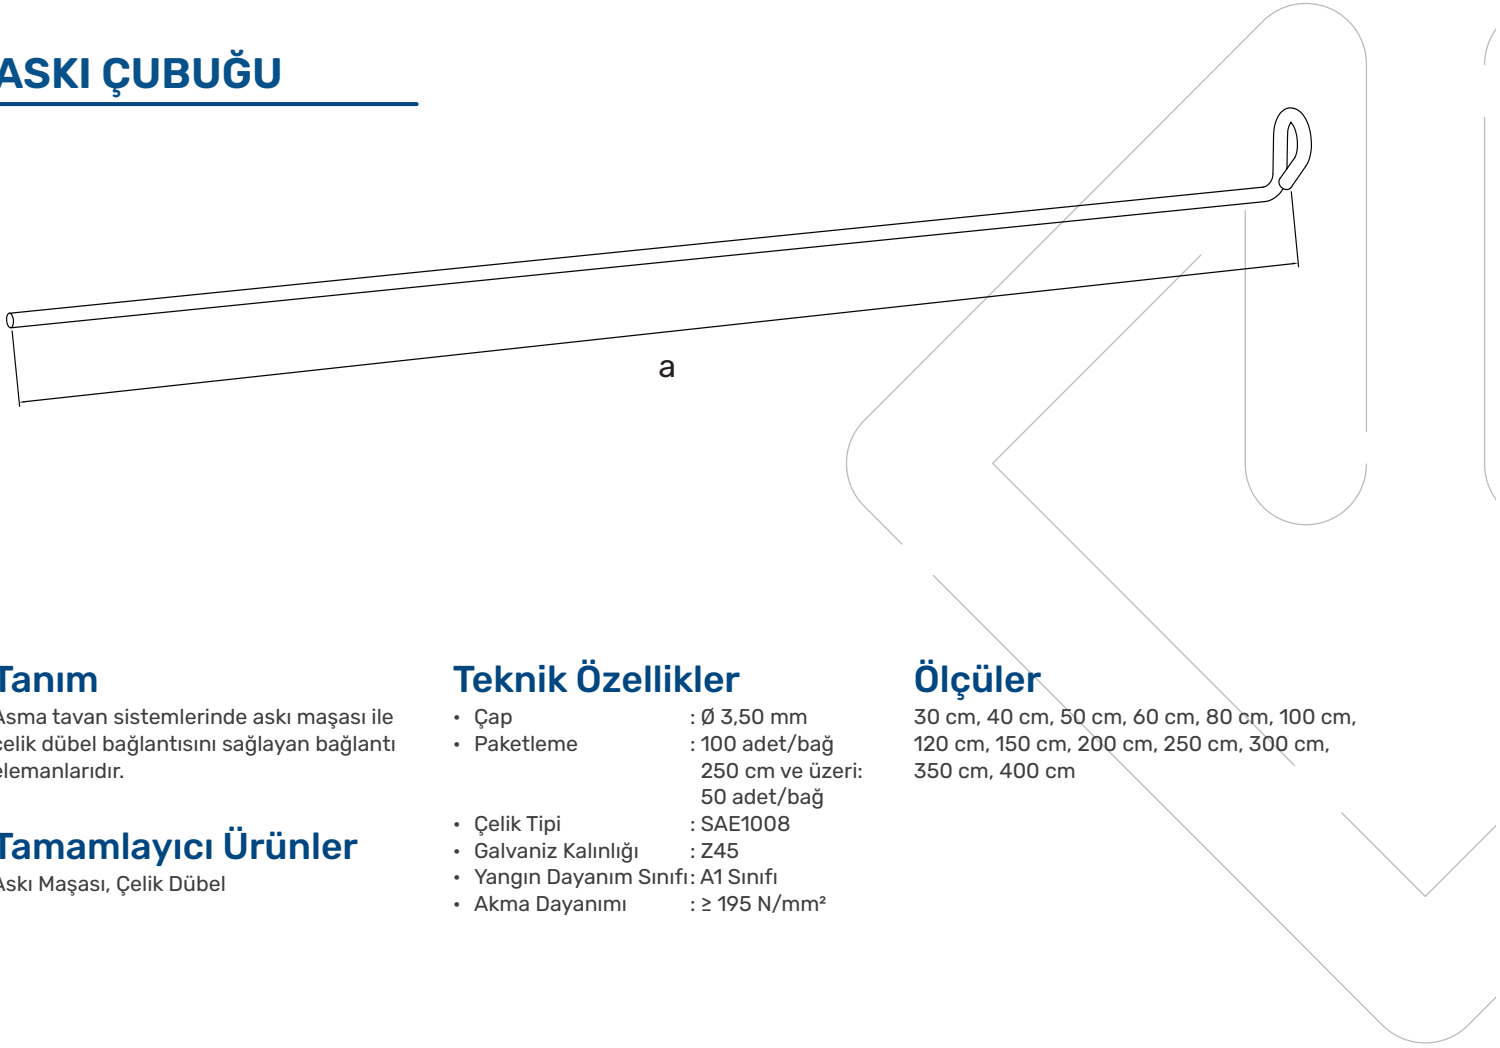 ASKI ÇUBUĞU
a
Tanım
Asma tavan sistemlerinde askı maşası ile
çelik dübel bağlantısını sağlayan bağlantı
elemanlarıdır.
Tamamlayıcı Ürünler
Askı Maşası, Çelik Dübel
Teknik Özellikler
• Çap : Ø 3,50 mm
• Paketleme : 100 adet/bağ
250 cm ve üzeri:
50 adet/bağ
• Çelik Tipi : SAE1008
• Galvaniz Kalınlığı : Z45
• Yangın Dayanım Sınıfı : A1 Sınıfı
• Akma Dayanımı : ≥ 195 N/mm²
Ölçüler
30 cm, 40 cm, 50 cm, 60 cm, 80 cm, 100 cm,
120 cm, 150 cm, 200 cm, 250 cm, 300 cm,
350 cm, 400 cm